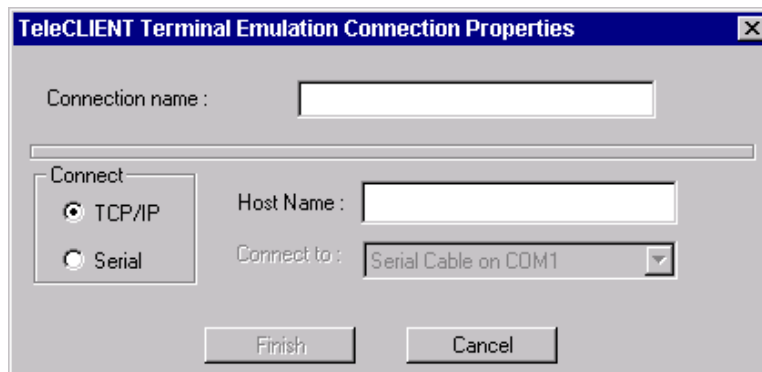 TeleCLIENT Terminal Emulation Connection Properties
Connection name :
Connect
TCP/IP
Host Name :
Serial
Connect to :
Serial Cable on COM1
Finish
Cancel